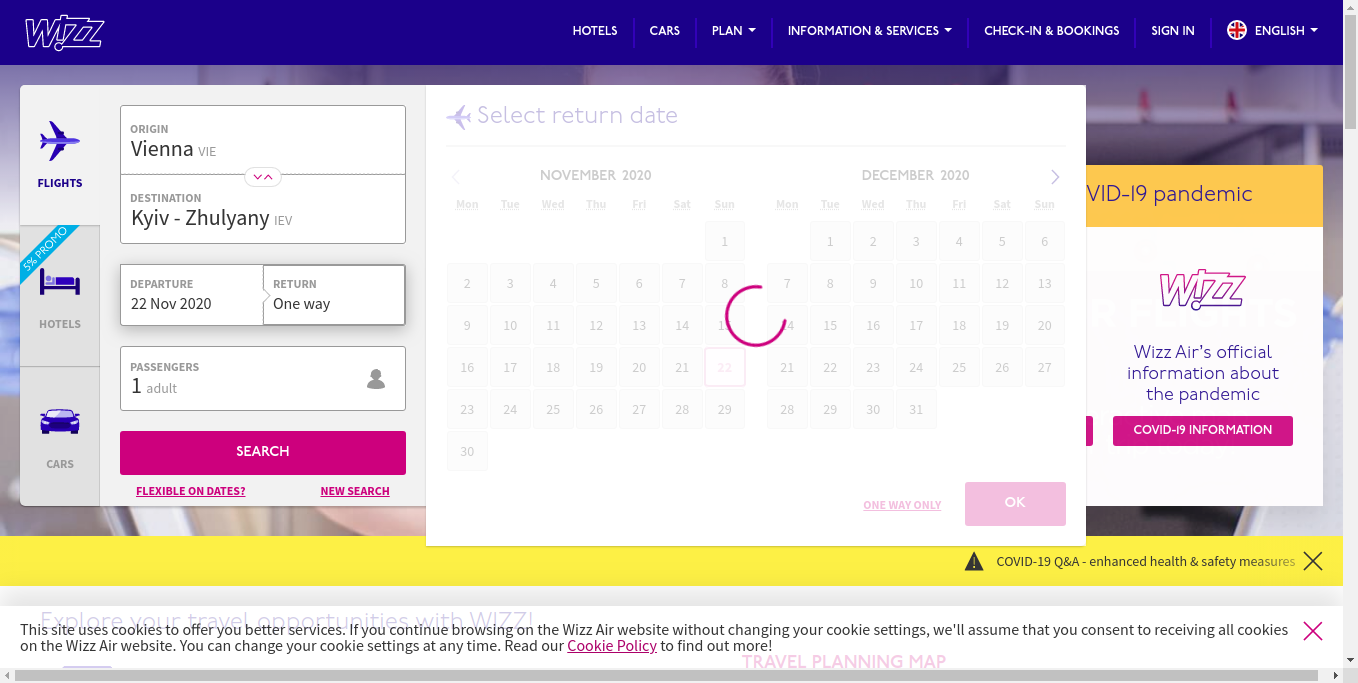 WIZZ
HOTELS
CARS
PLAN
INFORMATION & SERVICES
CHECK-IN & BOOKINGS
SIGN IN
ENGLISH
FLIGHTS
5% PROMO
HOTELS
CARS
ORIGIN
Vienna VIE
DESTINATION
Kyiv - Zhulyany IEV
DEPARTURE
22 Nov 2020
RETURN
One way
PASSENGERS
1 adult
SEARCH
FLEXIBLE ON DATES?
NEW SEARCH
Select return date
NOVEMBER 2020
Mon Tue Wed Thu Fri Sat Sun
1
2 3 4 5 6 7 8
9 10 11 12 13 14
16 17 18 19 20 21 22
23 24 25 26 27 28 29
30
DECEMBER 2020
Mon Tue Wed Thu Fri Sat Sun
1 2 3 4 5 6
7 8 9 10 11 12 13
14 15 16 17 18 19 20
21 22 23 24 25 26 27
28 29 30 31
ONE WAY ONLY
OK
VID-19 pandemic
WIZZ
R FLIGHTS
Wizz Air's official
information about
the pandemic
COVID-19 INFORMATION
COVID-19 Q&A - enhanced health & safety measures
Explore your travel opportunities with WIZZ!
This site uses cookies to offer you better services. If you continue browsing on the Wizz Air website without changing your cookie settings, we'll assume that you consent to receiving all cookies
on the Wizz Air website. You can change your cookie settings at any time. Read our Cookie Policy to find out more!
TRAVEL PLANNING MAP